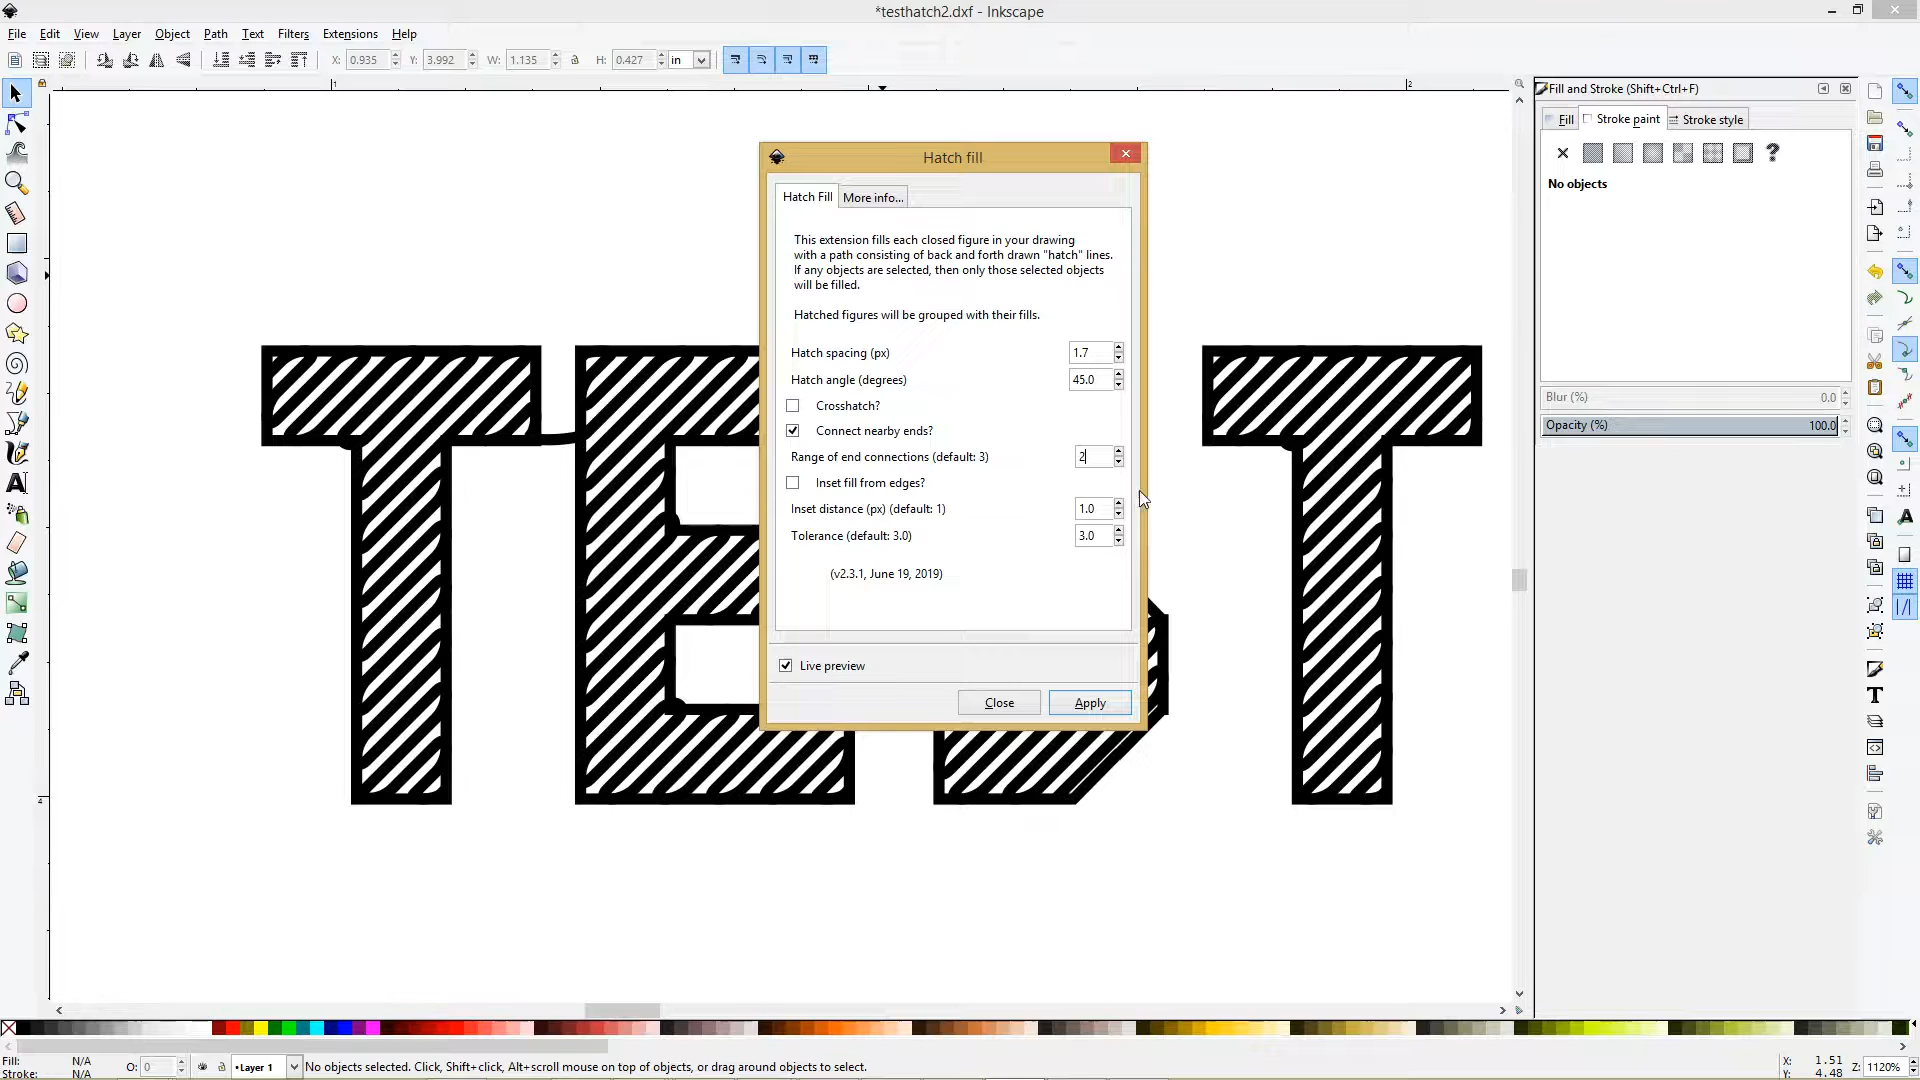 *testhatch2.dxf - Inkscape
File Edit View Layer Object Path Text Filters Extensions Help
X: 0.935 Y: 3.992 W: 1.135 H: 0.427 in
1 2
Fill and Stroke (Shift+Ctrl+F)
Fill Stroke paint Stroke style
?
No objects
Blur (%) 0.0
Opacity (%) 100.0
Hatch fill
Hatch Fill More info...
This extension fills each closed figure in your drawing
with a path consisting of back and forth drawn "hatch" lines.
If any objects are selected, then only those selected objects
will be filled.
Hatched figures will be grouped with their fills.
Hatch spacing (px) 1.7
Hatch angle (degrees) 45.0
Crosshatch?
Connect nearby ends?
Range of end connections (default: 3) 2
Inset fill from edges?
Inset distance (px) (default: 1) 1.0
Tolerance (default: 3.0) 3.0
(v2.3.1, June 19, 2019)
Live preview
Close Apply
TEST
4
Fill: N/A
Stroke: N/A
O: 0
•Layer 1
No objects selected. Click, Shift+click, Alt+scroll mouse on top of objects, or drag around objects to select.
X: 1.51
Y: 4.48
Z: 1120%